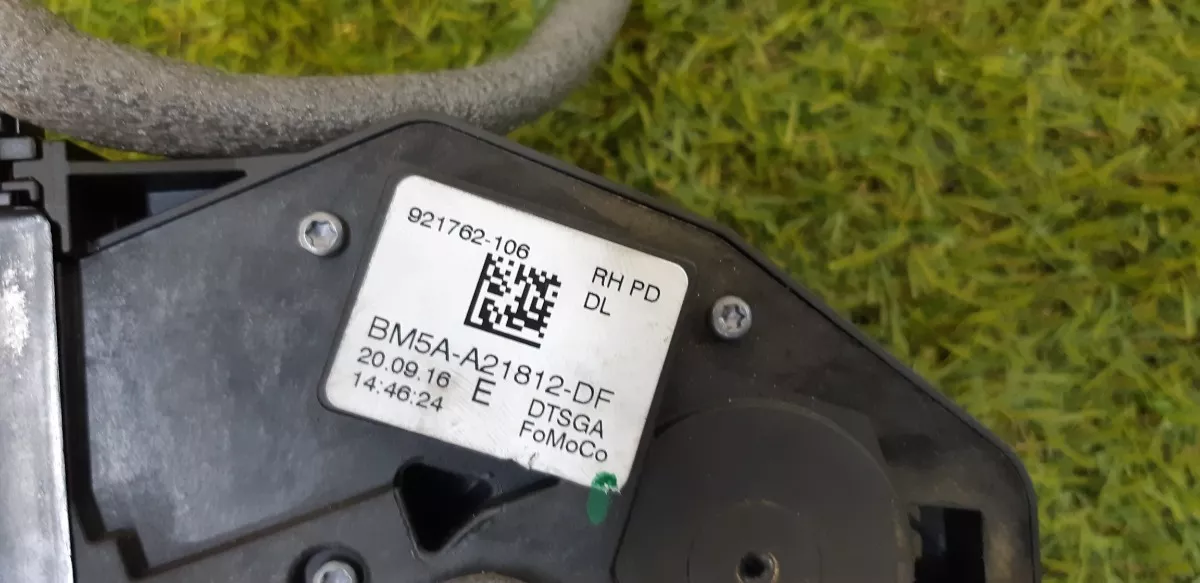 921762-106
RH PD
DL
BM5A-A21812-DF
20.09.16
E
14:46:24
DTSGA
FoMoCo